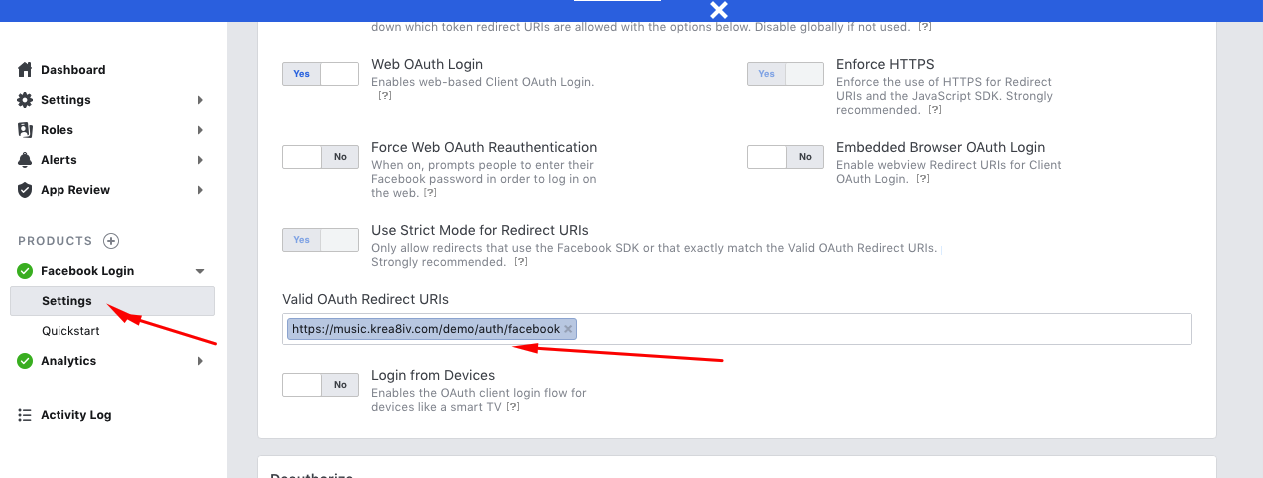 down which token redirect URIs are allowed with the options below. Disable globally if not used. [?]
Dashboard
Settings
Roles
Alerts
App Review
PRODUCTS
Facebook Login
Settings
Quickstart
Analytics
Activity Log
Yes
Web OAuth Login
Enables web-based Client OAuth Login.
[?]
Yes
Enforce HTTPS
Enforce the use of HTTPS for Redirect
URIs and the JavaScript SDK. Strongly
recommended. [?]
No
Force Web OAuth Reauthentication
When on, prompts people to enter their
Facebook password in order to log in on
the web. [?]
No
Embedded Browser OAuth Login
Enable webview Redirect URIs for Client
OAuth Login. [?]
Yes
Use Strict Mode for Redirect URIs
Only allow redirects that use the Facebook SDK or that exactly match the Valid OAuth Redirect URIs.
Strongly recommended. [?]
Valid OAuth Redirect URIs
https://music.krea8iv.com/demo/auth/facebook ×
No
Login from Devices
Enables the OAuth client login flow for
devices like a smart TV [?]
Deauthorize